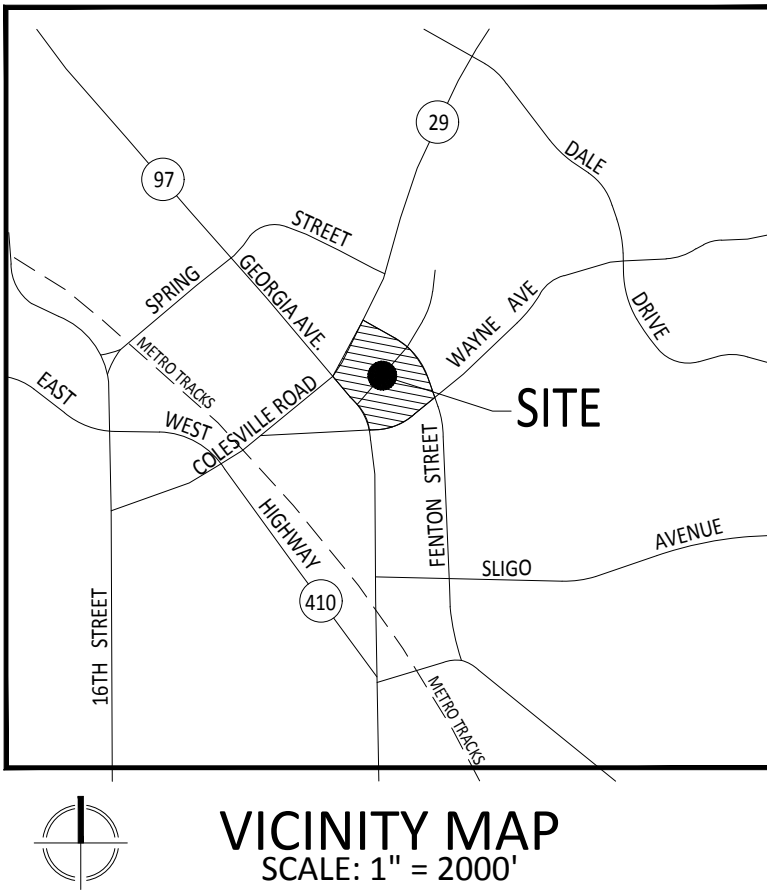 29
DALE
97
STREET
SPRING
GEORGIA AVE.
WAYNE AVE
DRIVE
METRO TRACKS
EAST
WEST
COLESVILLE ROAD
SITE
FENTON STREET
HIGHWAY
AVENUE
SLIGO
410
16TH STREET
METRO TRACKS
VICINITY MAP
SCALE: 1" = 2000'